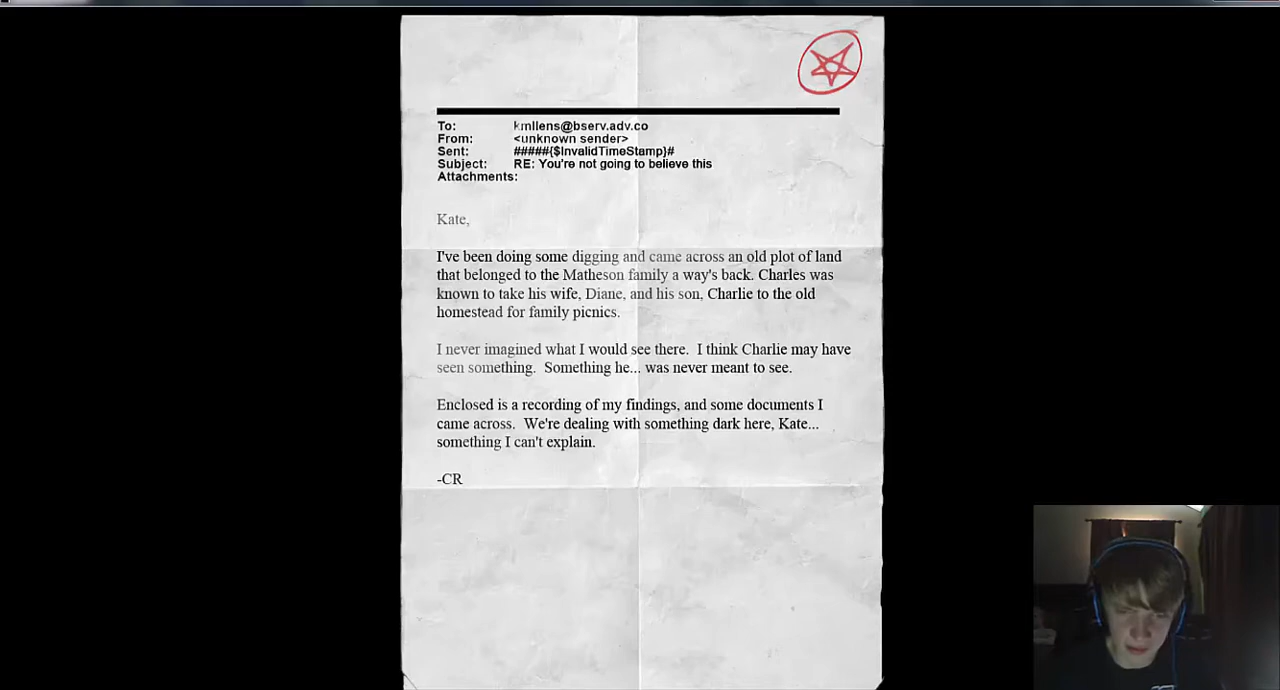 To: kmilens@bserv.adv.co
From: <unknown sender>
Sent: #####{$InvalidTimeStamp}#
Subject: RE: You're not going to believe this
Attachments:
Kate,
I've been doing some digging and came across an old plot of land
that belonged to the Matheson family a way's back. Charles was
known to take his wife, Diane, and his son, Charlie to the old
homestead for family picnics.
I never imagined what I would see there. I think Charlie may have
seen something. Something he... was never meant to see.
Enclosed is a recording of my findings, and some documents I
came across. We're dealing with something dark here, Kate...
something I can't explain.
-CR